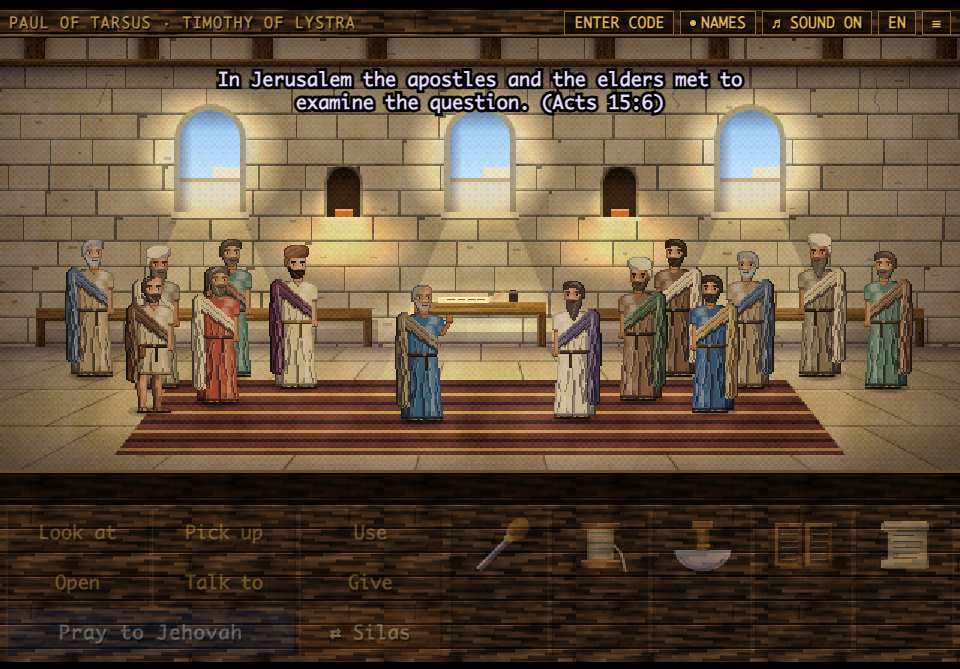 PAUL OF TARSUS · TIMOTHY OF LYSTRA
ENTER CODE
• NAMES
♬ SOUND ON
EN
≡
In Jerusalem the apostles and the elders met to
examine the question. (Acts 15:6)
Look at
Pick up
Use
Open
Talk to
Give
Pray to Jehovah
⇄ Silas